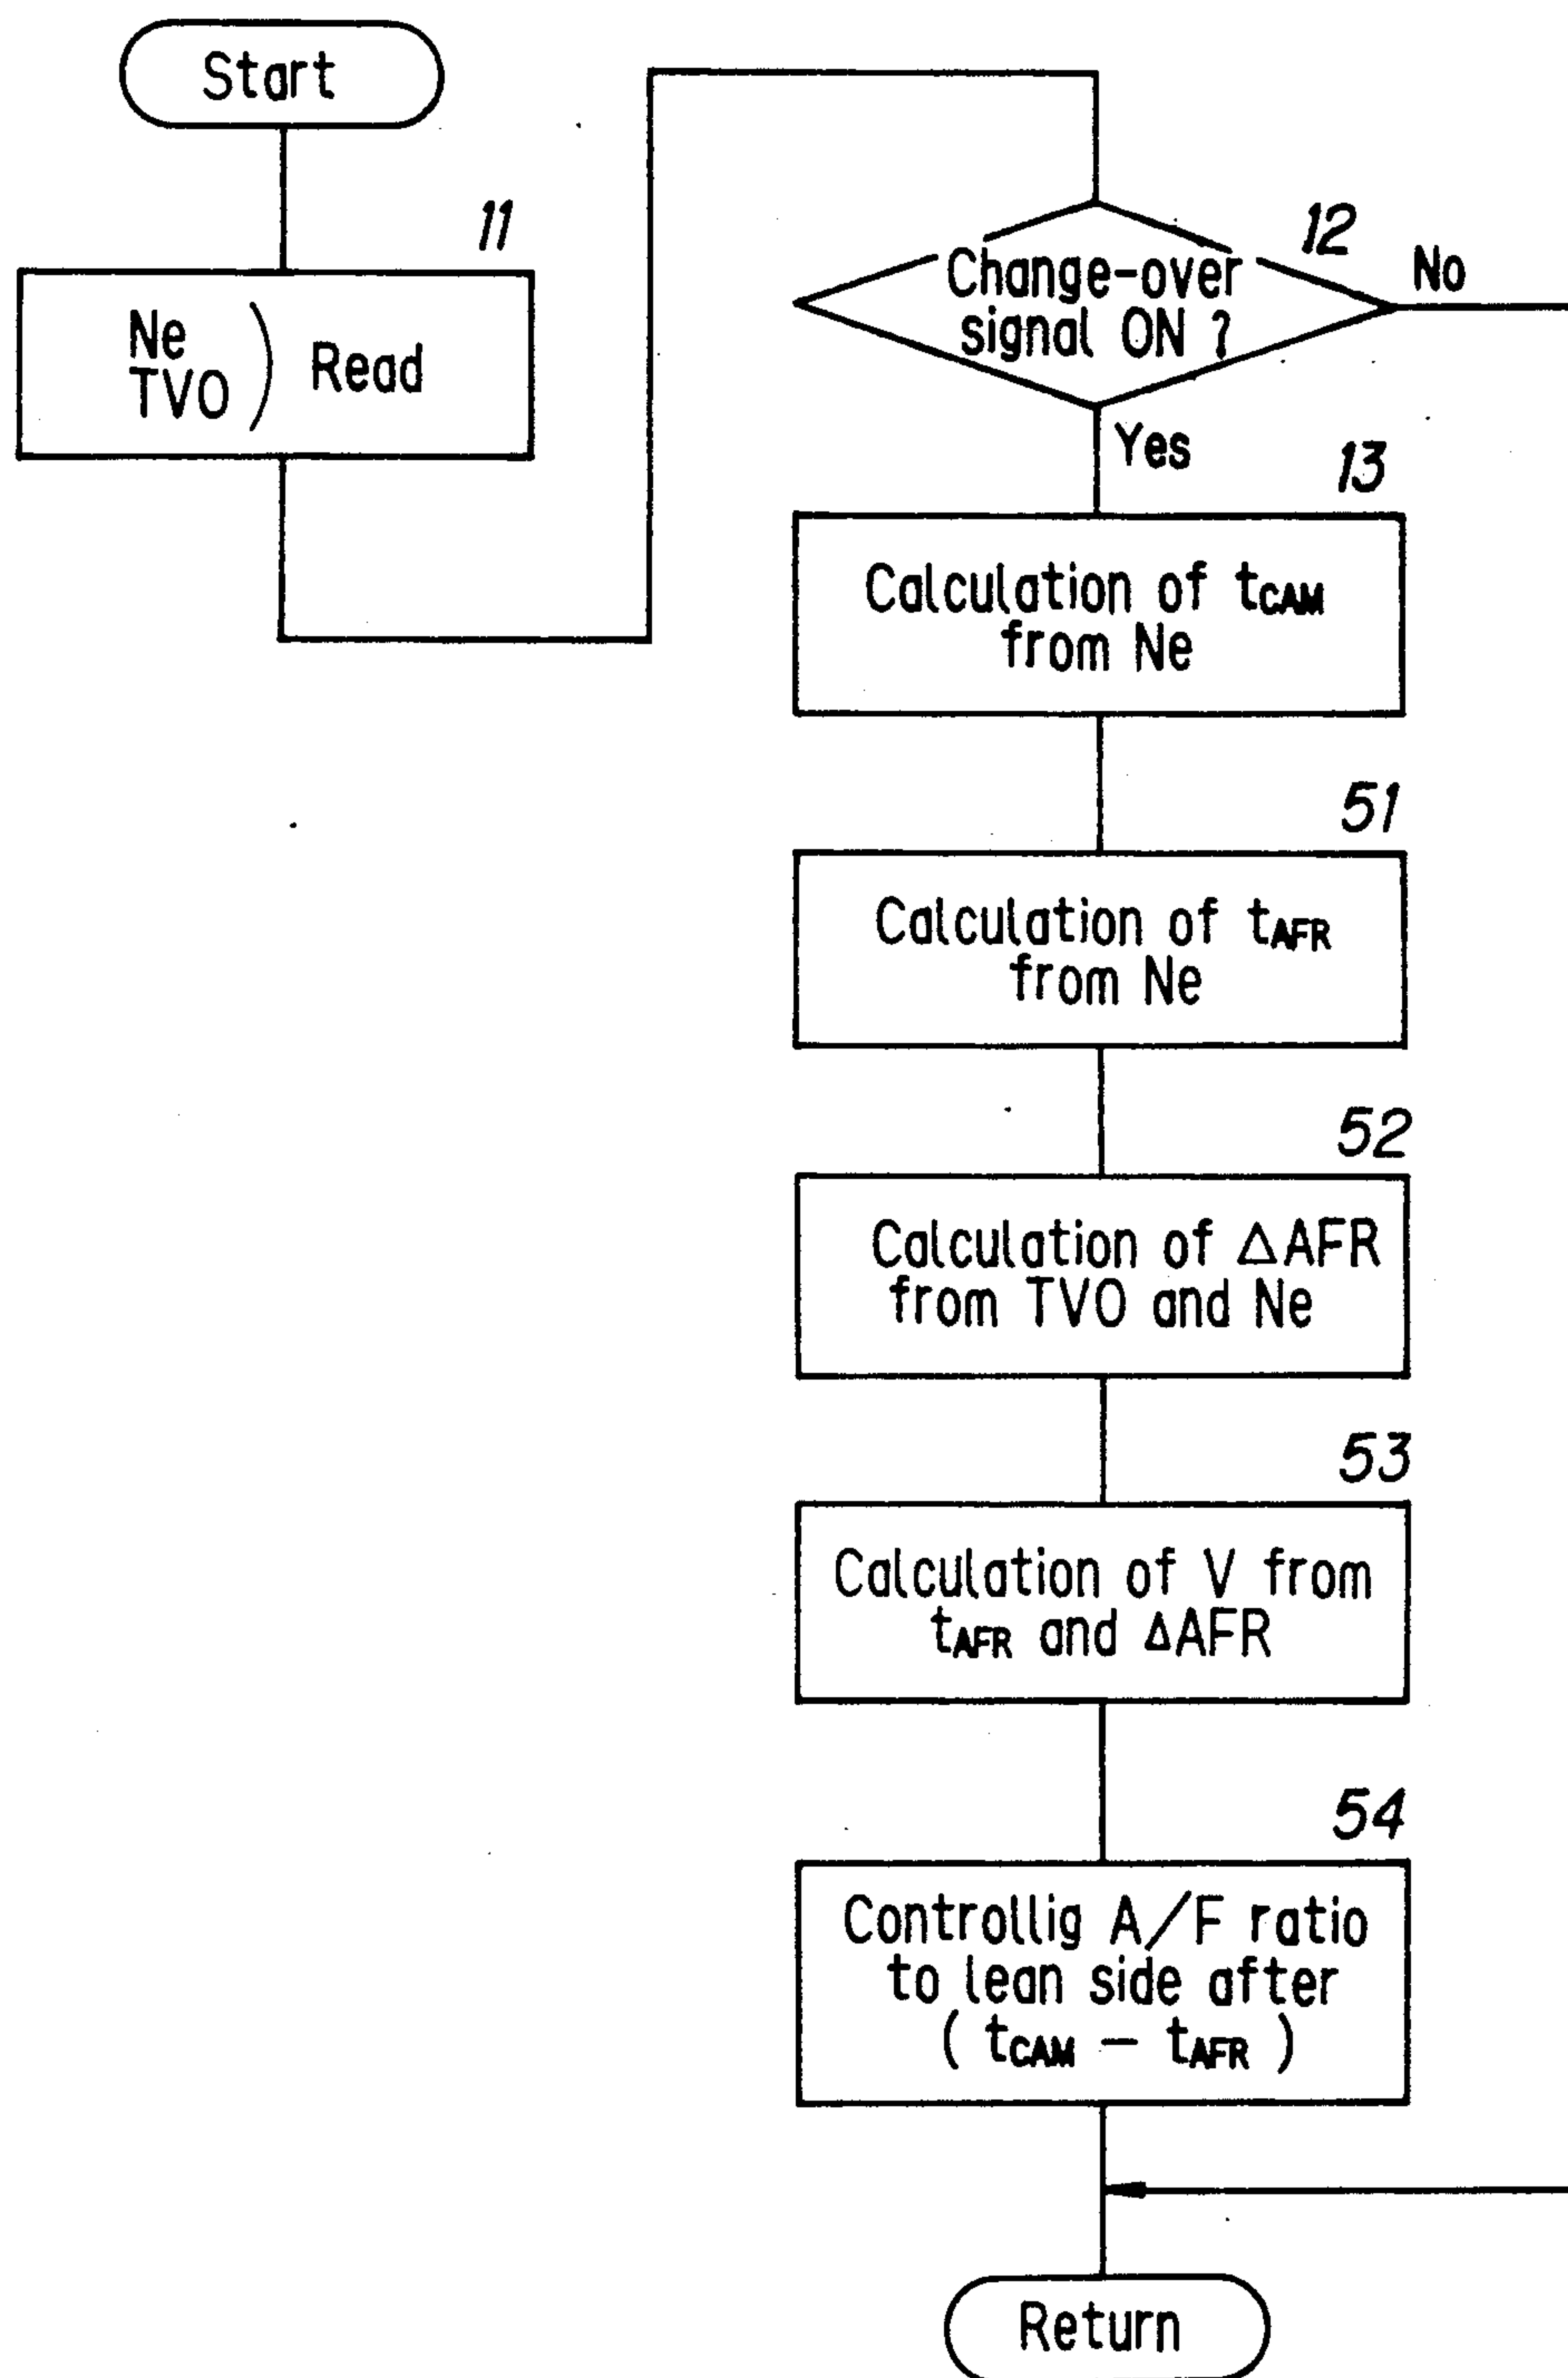 Start
11
Ne
TVO ) Read
12
Change-over
signal ON ?
No
Yes
13
Calculation of tCAM
from Ne
51
Calculation of tAFR
from Ne
52
Calculation of ΔAFR
from TVO and Ne
53
Calculation of V from
tAFR and ΔAFR
54
Controllig A/F ratio
to lean side after
( tCAM – tAFR )
Return